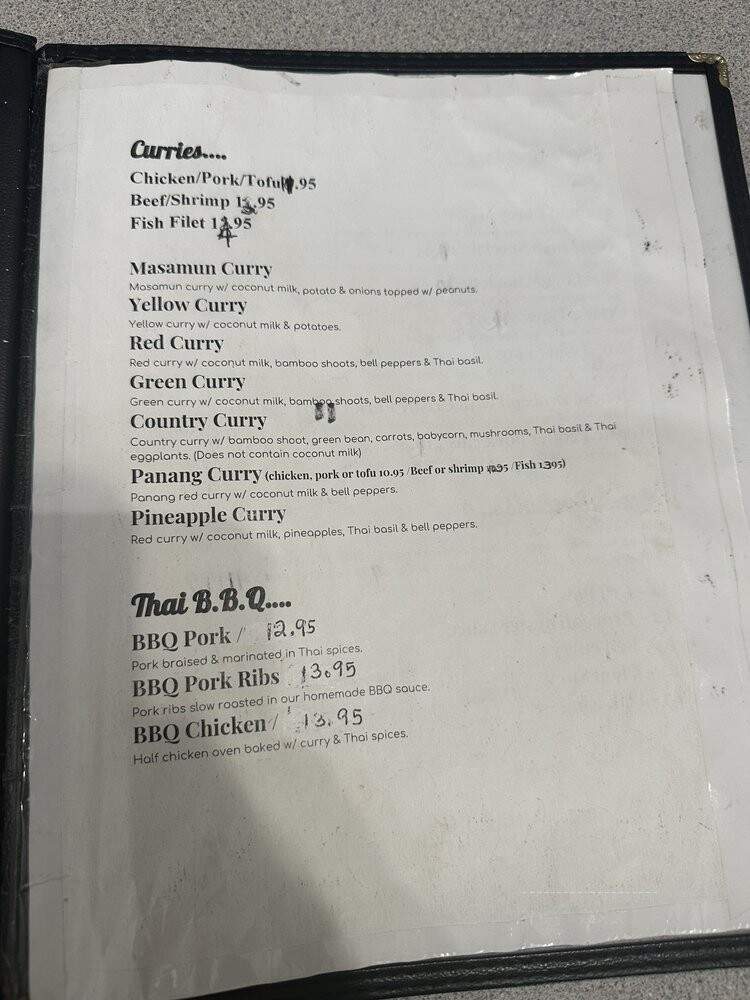 Curries....
Chicken/Pork/Tofu .95
Beef/Shrimp 13.95
Fish Filet 14.95
Masamun Curry
Masamun curry w/ coconut milk, potato & onions topped w/ peanuts.
Yellow Curry
Yellow curry w/ coconut milk & potatoes.
Red Curry
Red curry w/ coconut milk, bamboo shoots, bell peppers & Thai basil.
Green Curry
Green curry w/ coconut milk, bamboo shoots, bell peppers & Thai basil.
Country Curry
Country curry w/ bamboo shoot, green bean, carrots, babycorn, mushrooms, Thai basil & Thai
eggplants. (Does not contain coconut milk)
Panang Curry (chicken, pork or tofu 10.95 /Beef or shrimp /Fish 13.95)
Panang red curry w/ coconut milk & bell peppers.
Pineapple Curry
Red curry w/ coconut milk, pineapples, Thai basil & bell peppers.
Thai B.B.Q....
BBQ Pork / 12.95
Pork braised & marinated in Thai spices.
BBQ Pork Ribs 13.95
Pork ribs slow roasted in our homemade BBQ sauce.
BBQ Chicken / 13.95
Half chicken oven baked w/ curry & Thai spices.